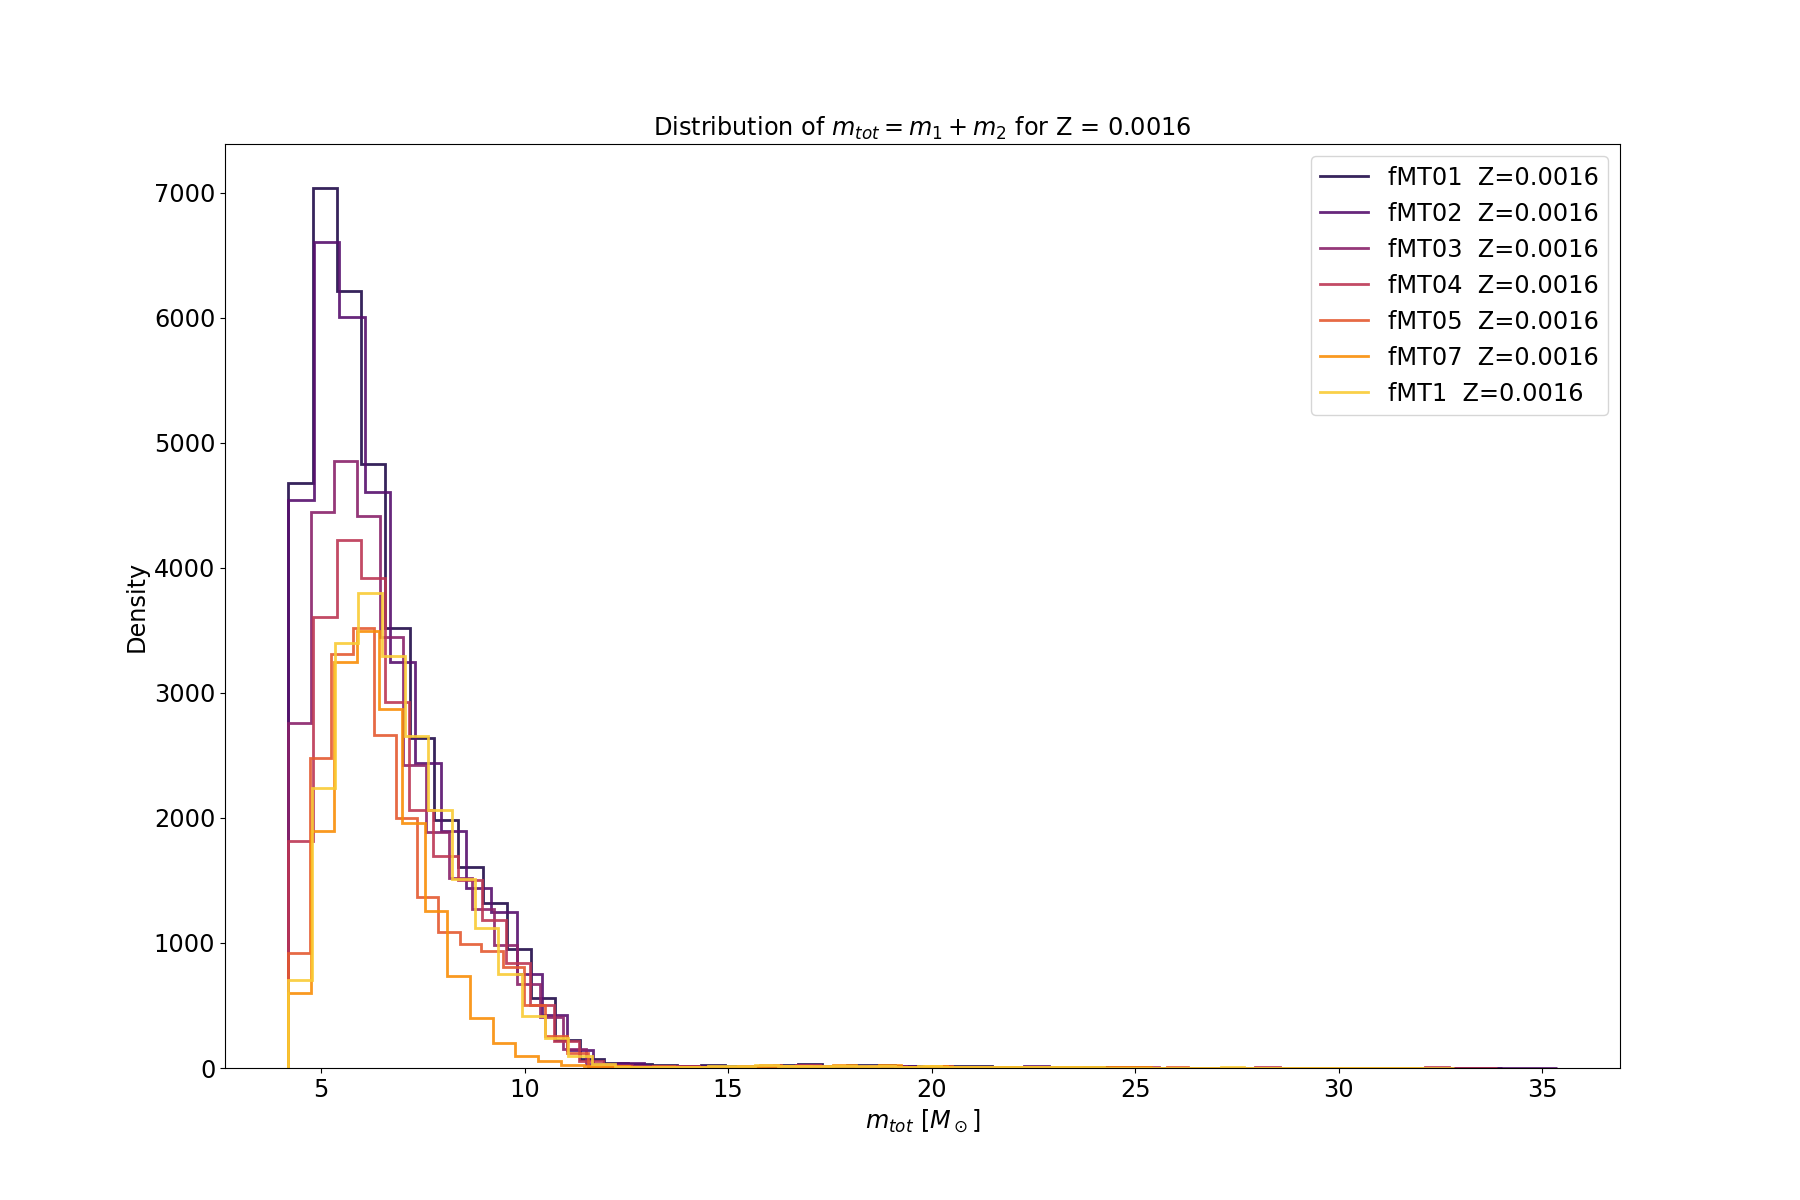 Distribution of m_tot = m_1 + m_2 for Z = 0.0016
7000
6000
5000
4000
3000
2000
1000
0
Density
fMT01 Z=0.0016
fMT02 Z=0.0016
fMT03 Z=0.0016
fMT04 Z=0.0016
fMT05 Z=0.0016
fMT07 Z=0.0016
fMT1 Z=0.0016
5 10 15 20 25 30 35
m_tot [M_⊙]